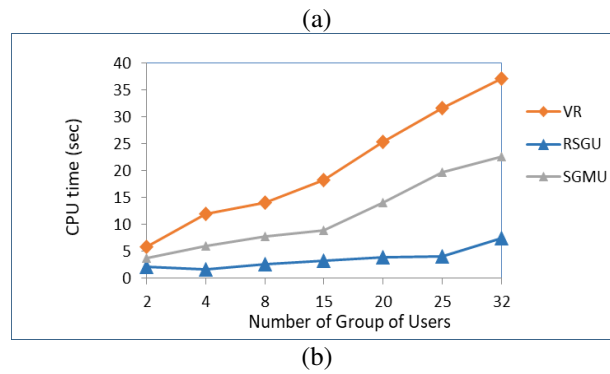 (a)
40
35
30
25
20
15
10
5
0
CPU time (sec)
2 4 8 15 20 25 32
Number of Group of Users
VR
RSGU
SGMU
(b)